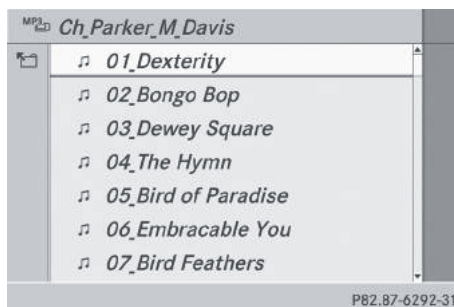 MP3 Ch_Parker_M_Davis
01_Dexterity
02_Bongo Bop
03_Dewey Square
04_The Hymn
05_Bird of Paradise
06_Embracable You
07_Bird Feathers
P82.87-6292-31